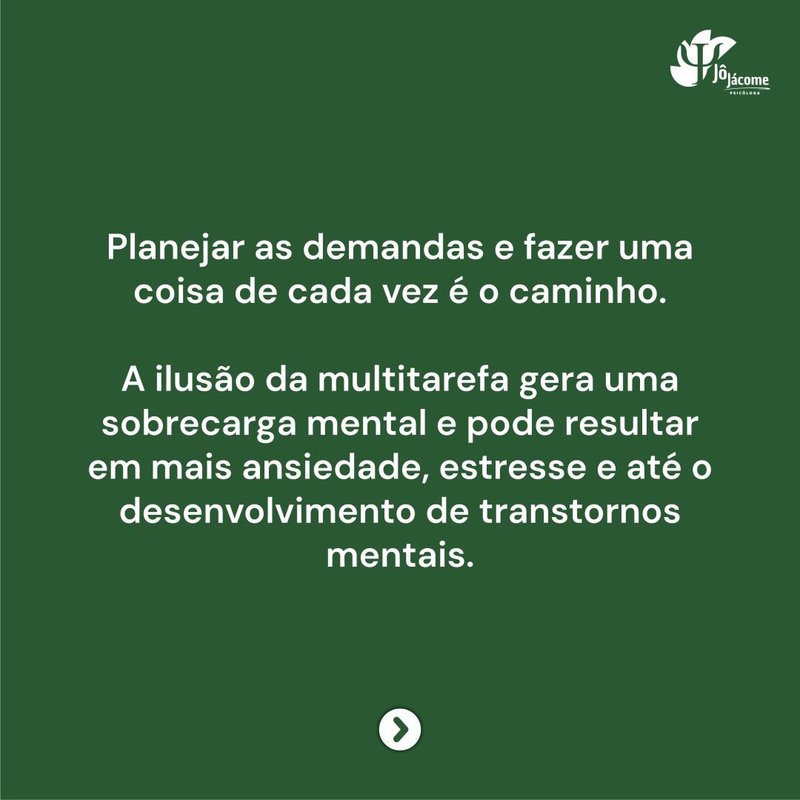 Jô Jácome
PSICÓLOGA
Planejar as demandas e fazer uma
coisa de cada vez é o caminho.
A ilusão da multitarefa gera uma
sobrecarga mental e pode resultar
em mais ansiedade, estresse e até o
desenvolvimento de transtornos
mentais.